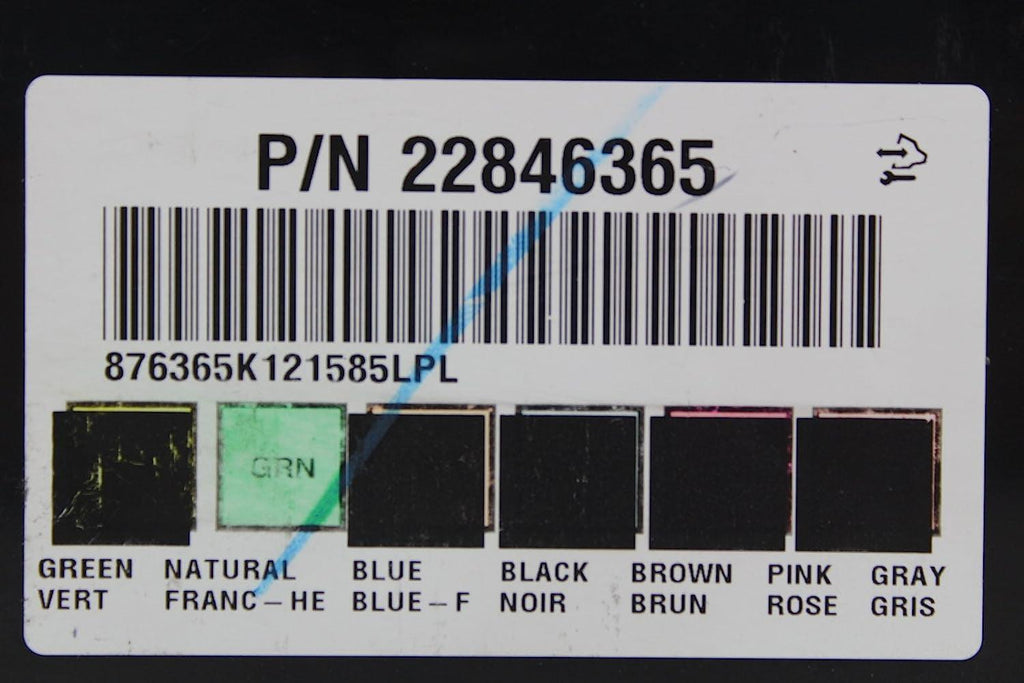 P/N 22846365
876365K121585LPL
GRN
GREEN NATURAL BLUE BLACK BROWN PINK GRAY
VERT FRANC-HE BLUE-F NOIR BRUN ROSE GRIS